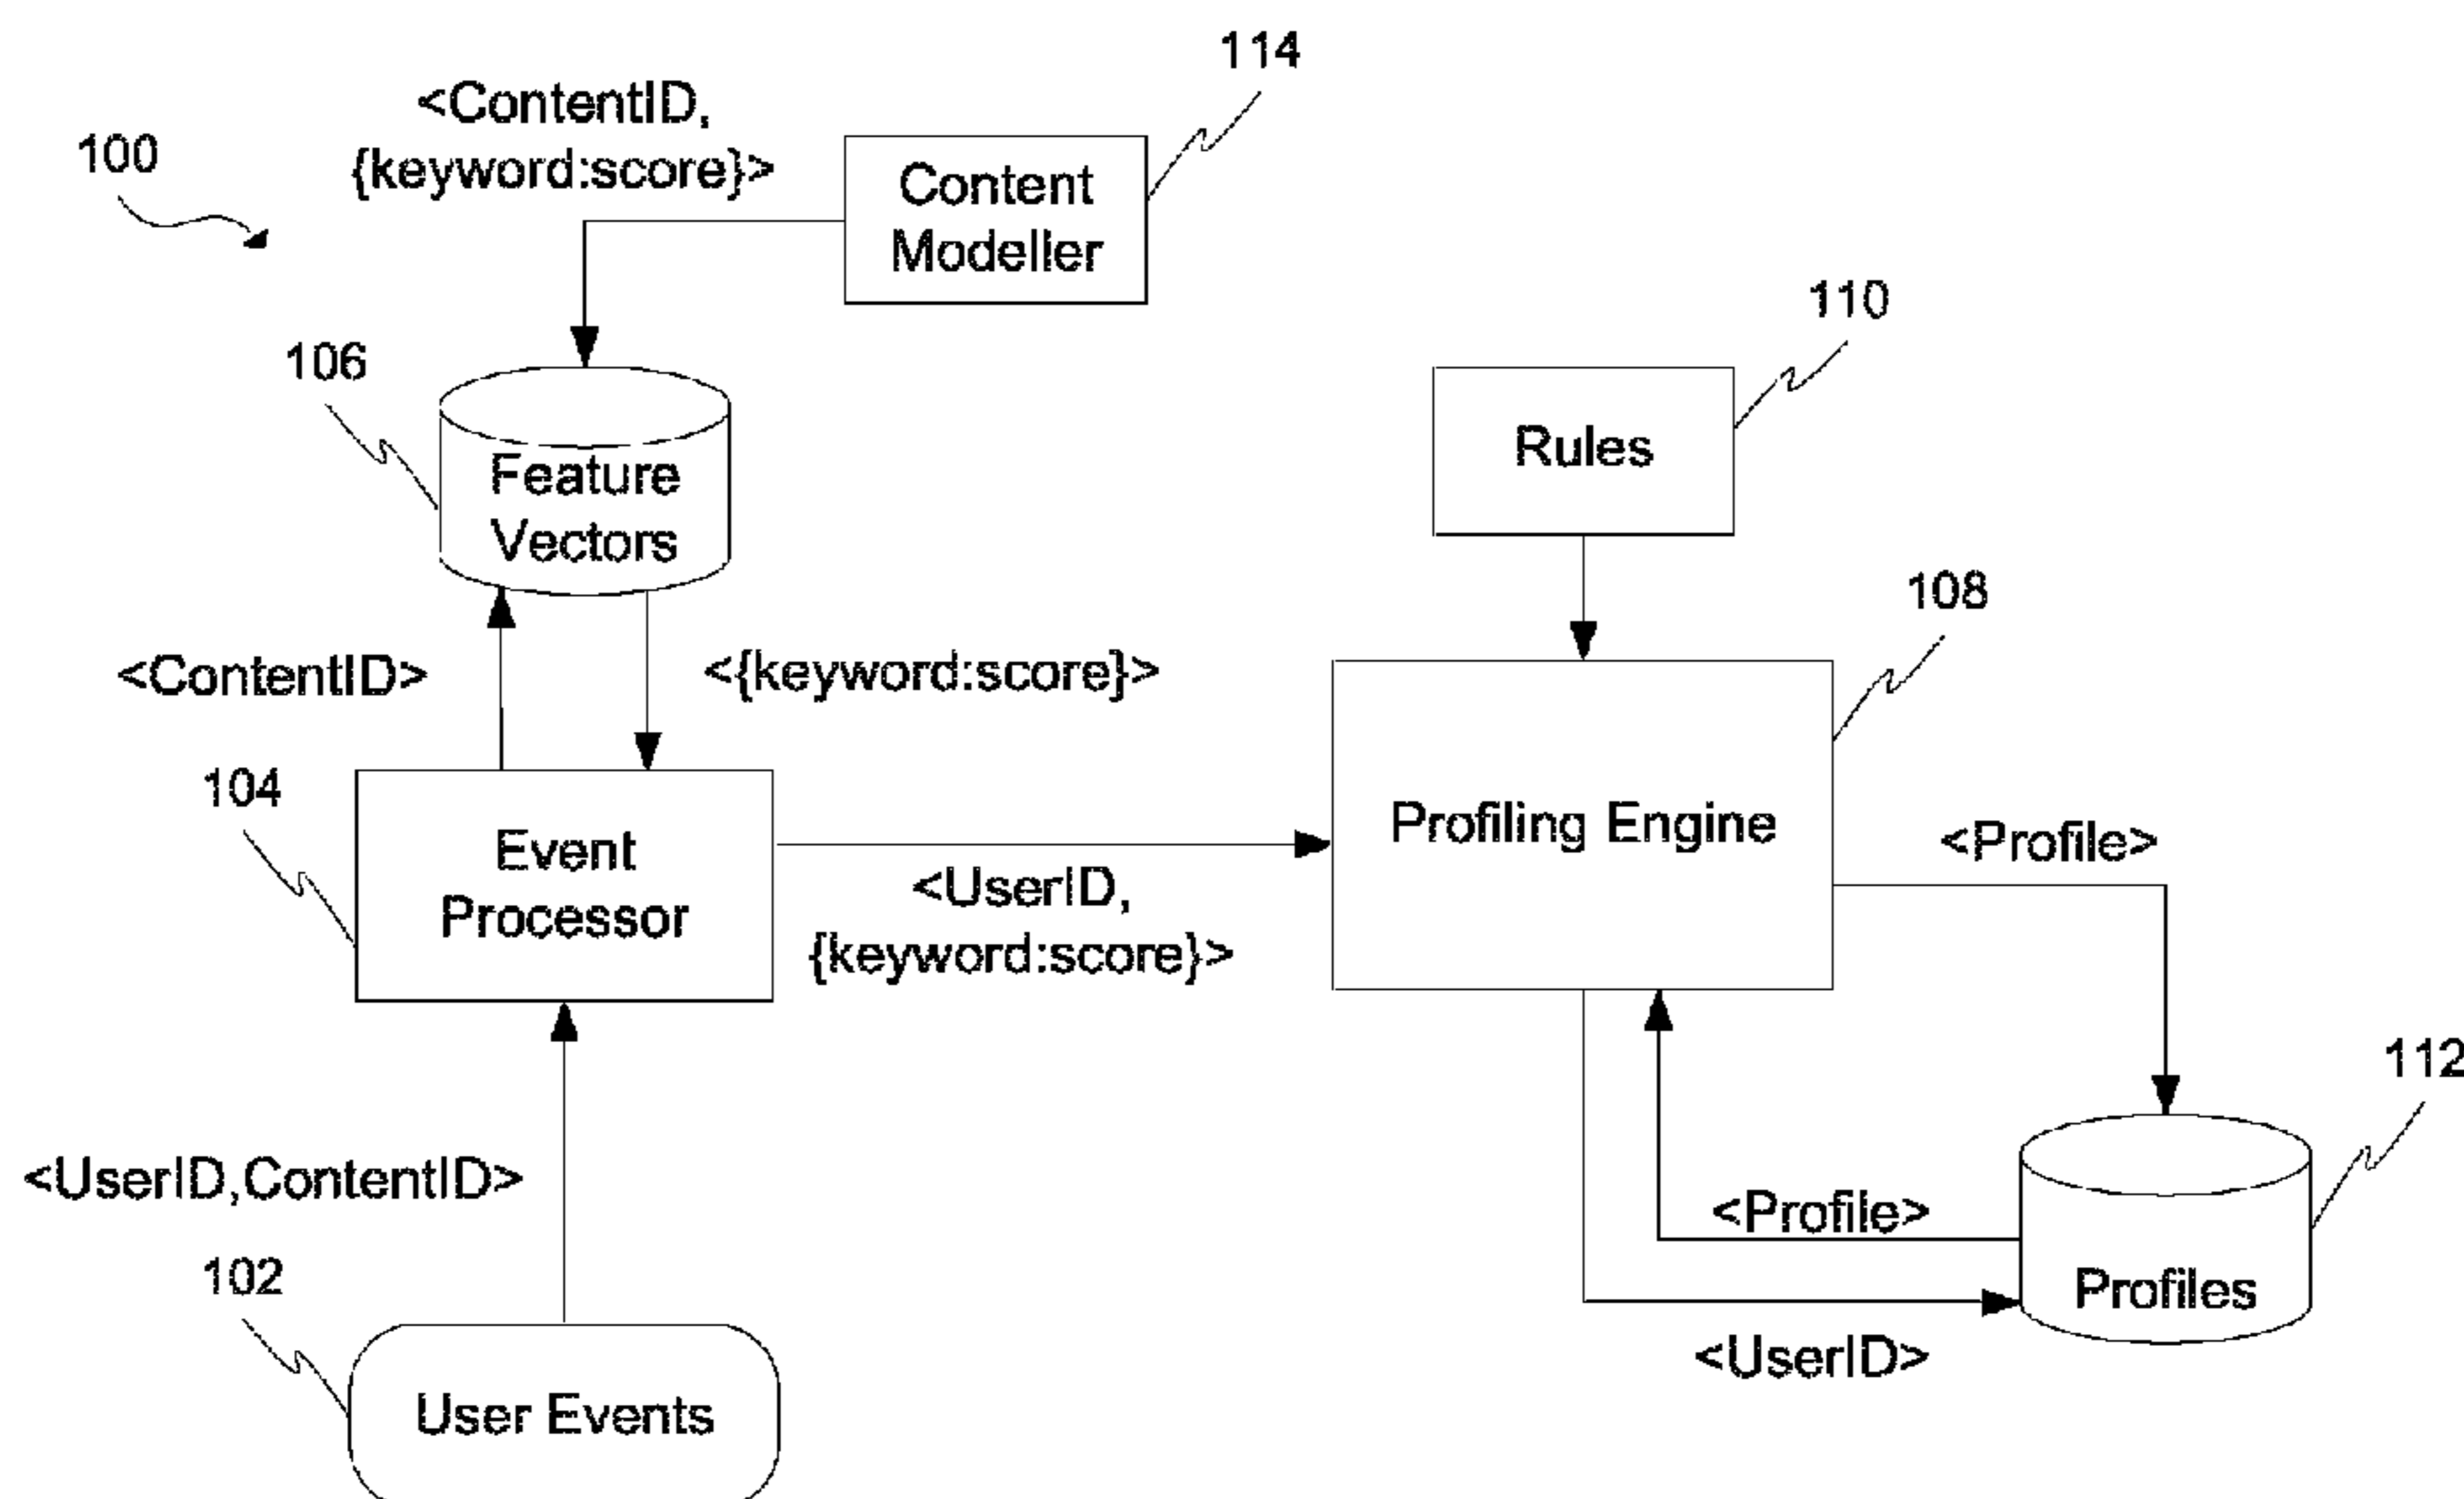 114
<ContentID,
{keyword:score}>
100
Content
Modeller
110
106
Rules
Feature
Vectors
108
<ContentID>
<{keyword:score}>
104
Profiling Engine
<Profile>
Event
Processor
<UserID,
{keyword:score}>
112
<UserID,ContentID>
<Profile>
102
Profiles
<UserID>
User Events